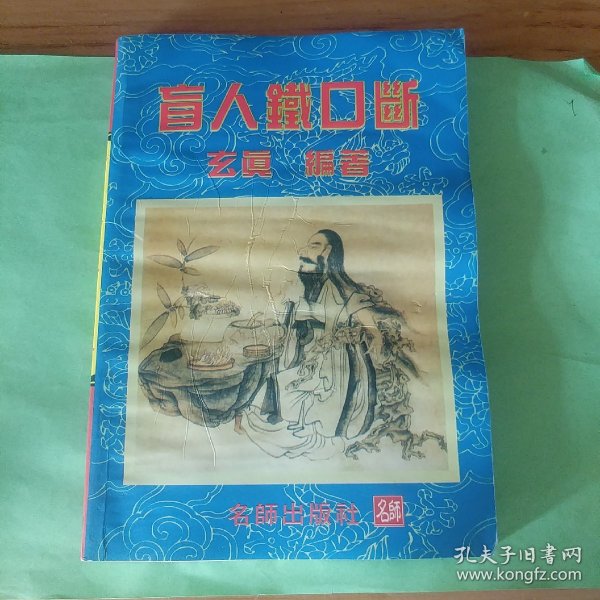 盲人鐵口斷
玄真 編著
名師出版社 名師
孔夫子旧书网
www.kongfz.com